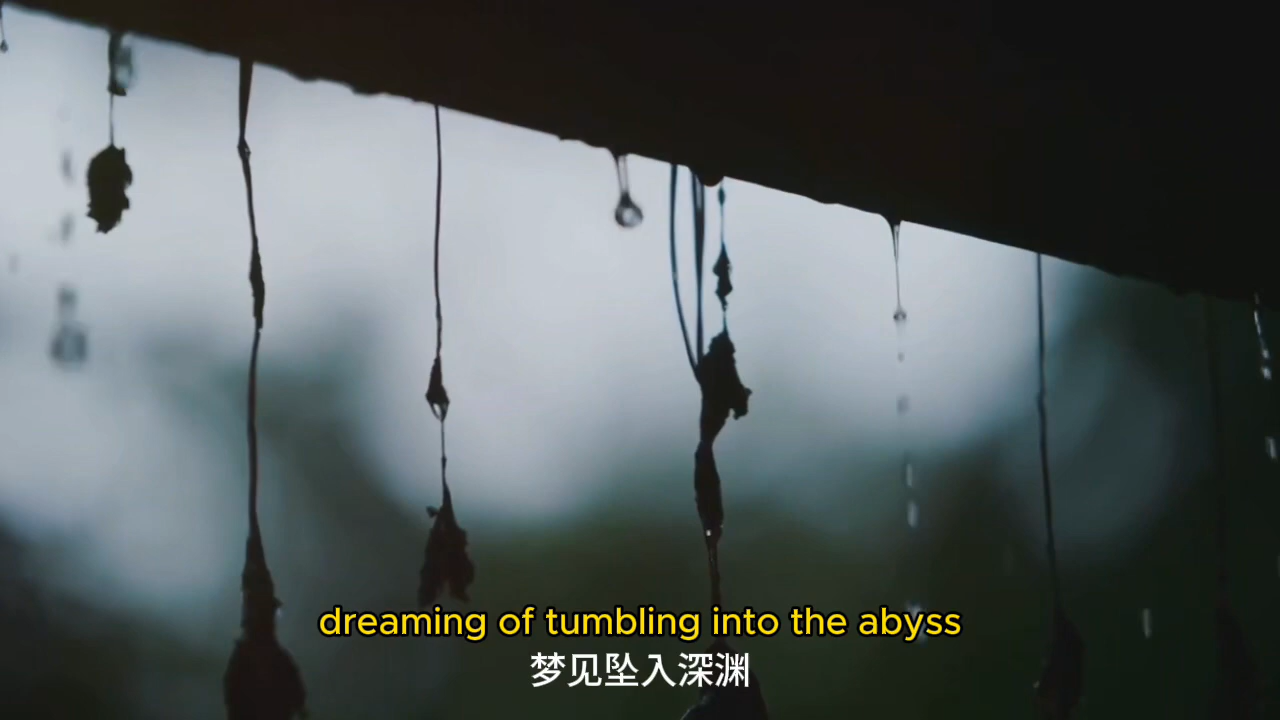 dreaming of tumbling into the abyss
梦见坠入深渊